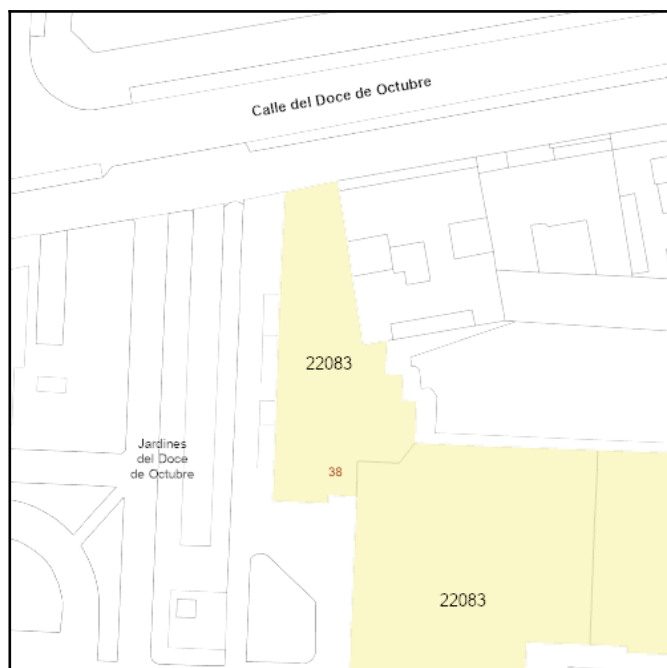 Calle del Doce de Octubre
22083
Jardines
del Doce
de Octubre
38
22083